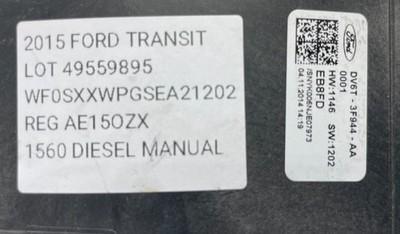 2015 FORD TRANSIT
LOT 49559895
WF0SXXWPGSEA21202
REG AE15OZX
1560 DIESEL MANUAL
Ford
DV6T - 3F944 - AA
0001
HW:1146 SW:1202
EB8FD
04.11.2014 14:19